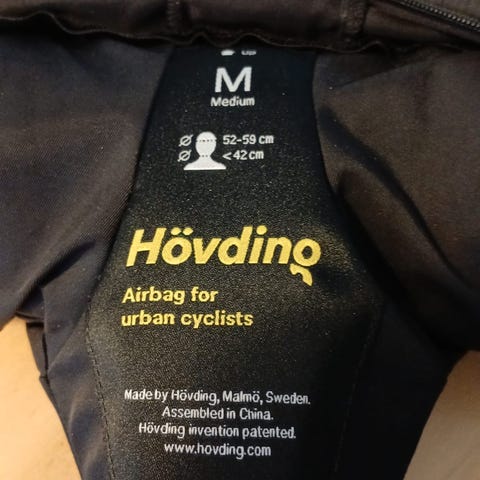 M
Medium
Ø 52-59 cm
Ø <42 cm
Hövding
Airbag for
urban cyclists
Made by Hövding, Malmö, Sweden.
Assembled in China.
Hövding invention patented.
www.hovding.com